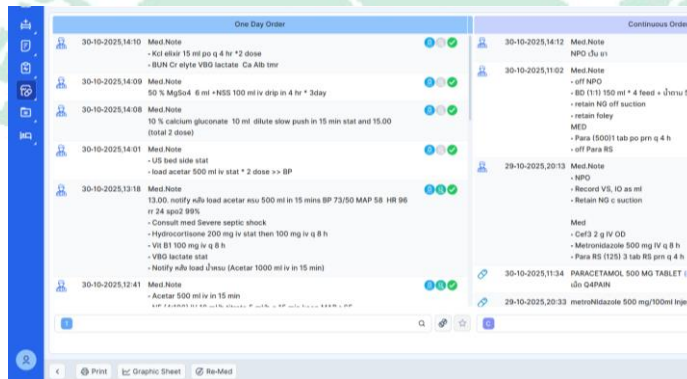 One Day Order
30-10-2025,14:10 Med.Note
- Kcl elixir 15 ml po q 4 hr *2 dose
- BUN Cr elyte VBG lactate Ca Alb tmr
30-10-2025,14:09 Med.Note
50 % MgSo4 6 ml +NSS 100 ml iv drip in 4 hr * 3day
30-10-2025,14:08 Med.Note
10 % calcium gluconate 10 ml dilute slow push in 15 min stat and 15.00
(total 2 dose)
30-10-2025,14:01 Med.Note
- US bed side stat
- load acetar 500 ml iv stat * 2 dose >> BP
30-10-2025,13:18 Med.Note
13.00. notify หลัง load acetar ครบ 500 ml in 15 mins BP 73/50 MAP 58 HR 96
rr 24 spo2 99%
- Consult med Severe septic shock
- Hydrocortisone 200 mg iv stat then 100 mg iv q 8 h
- Vit B1 100 mg iv q 8 h
- VBG lactate stat
- Notify หลัง load น้ำครบ (Acetar 1000 ml iv in 15 min)
30-10-2025,12:41 Med.Note
- Acetar 500 ml iv in 15 min
1
Continuous Order
30-10-2025,14:12 Med.Note
NPO เว้น ยา
30-10-2025,11:02 Med.Note
- off NPO
- BD (1:1) 150 ml * 4 feed + น้ำตาม 5
- retain NG off suction
- retain foley
MED
- Para (500)1 tab po prn q 4 h
- off Para RS
29-10-2025,20:13 Med.Note
- NPO
- Record VS, IO as ml
- Retain NG c suction
Med
- Cef3 2 g IV OD
- Metronidazole 500 mg IV q 8 h
- Para RS (125) 3 tab RS prn q 4 h
30-10-2025,11:34 PARACETAMOL 500 MG TABLET
เม็ด Q4PAIN
29-10-2025,20:33 metroNIdazole 500 mg/100ml Inje
C
Print Graphic Sheet Re-Med